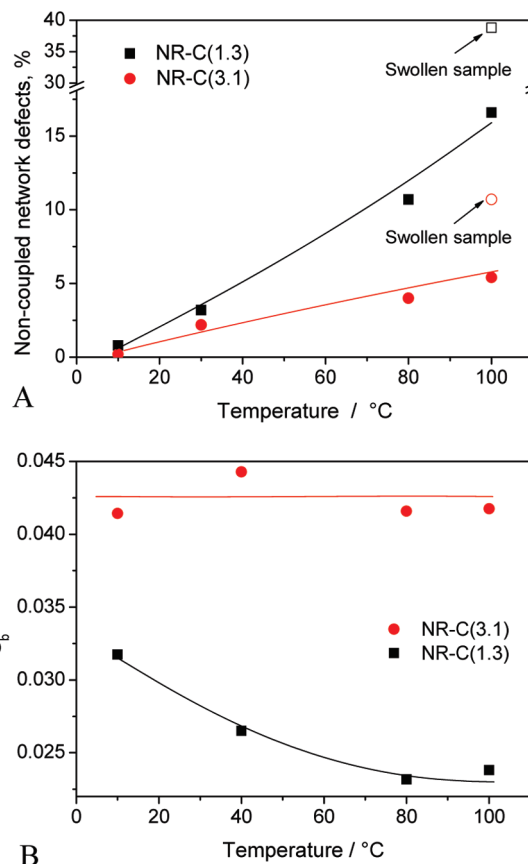 40
35
30
15
10
5
0
Non-coupled network defects, %
NR-C(1.3)
NR-C(3.1)
Swollen sample
Swollen sample
0 20 40 60 80 100
Temperature / °C
A
0.045
0.040
0.035
0.030
0.025
b
NR-C(3.1)
NR-C(1.3)
0 20 40 60 80 100
Temperature / °C
B